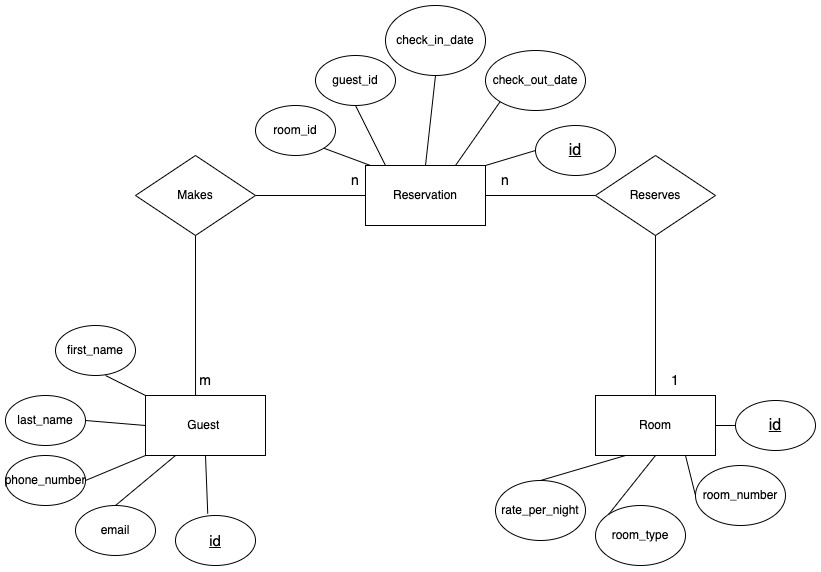 check_in_date
guest_id
check_out_date
room_id
id
Makes
n
Reservation
n
Reserves
first_name
m
1
last_name
Guest
Room
id
phone_number
rate_per_night
room_number
email
id
room_type